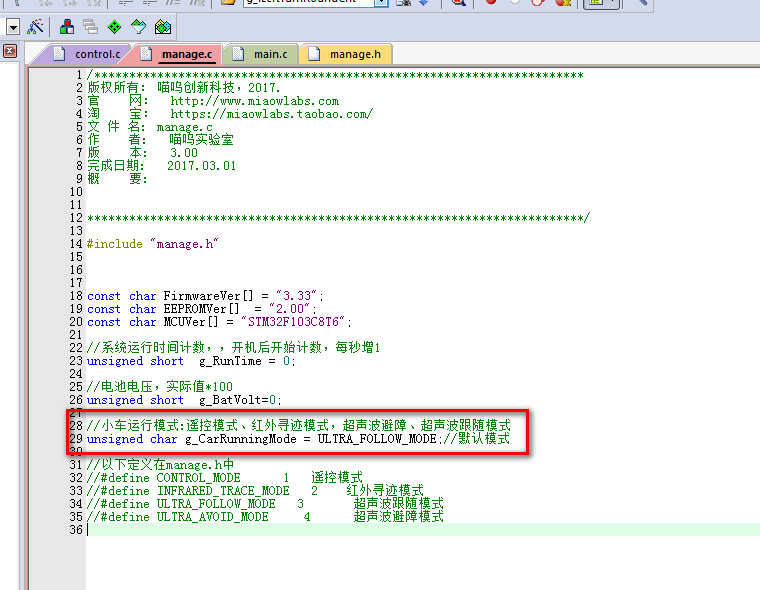 control.c manage.c main.c manage.h
1 /**********************************************************************
2 版权所有: 喵呜创新科技, 2017.
3 官 网: http://www.miaowlabs.com
4 淘 宝: https://miaowlabs.taobao.com/
5 文 件 名: manage.c
6 作 者: 喵呜实验室
7 版 本: 3.00
8 完成日期: 2017.03.01
9 概 要:
10
11
12 ***********************************************************************/
13
14 #include "manage.h"
15
16
17
18 const char FirmwareVer[] = "3.33";
19 const char EEPROMVer[] = "2.00";
20 const char MCUVer[] = "STM32F103C8T6";
21
22 //系统运行时间计数,,开机后开始计数,每秒增1
23 unsigned short g_RunTime = 0;
24
25 //电池电压,实际值*100
26 unsigned short g_BatVolt=0;
27
28 //小车运行模式:遥控模式、红外寻迹模式,超声波避障、超声波跟随模式
29 unsigned char g_CarRunningMode = ULTRA_FOLLOW_MODE;//默认模式
30
31 //以下定义在manage.h中
32 //#define CONTROL_MODE 1 遥控模式
33 //#define INFRARED_TRACE_MODE 2 红外寻迹模式
34 //#define ULTRA_FOLLOW_MODE 3 超声波跟随模式
35 //#define ULTRA_AVOID_MODE 4 超声波避障模式
36